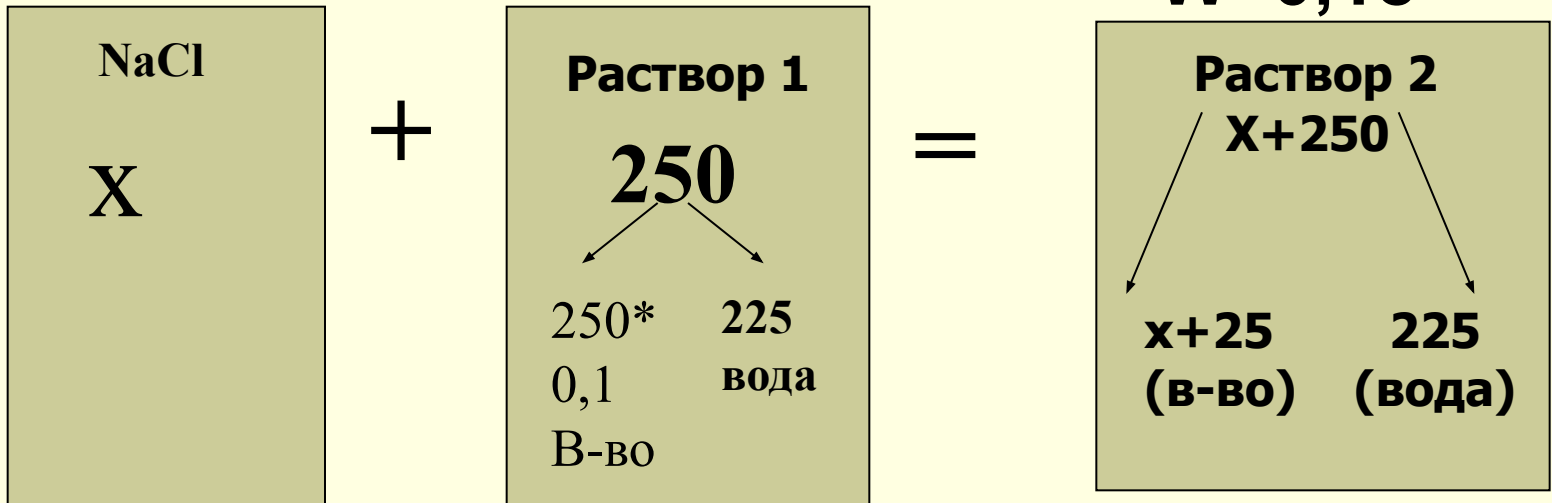 NaCl
X
+
Раствор 1
250
250*
0,1
В-во
225
вода
=
Раствор 2
X+250
x+25
(в-во)
225
(вода)